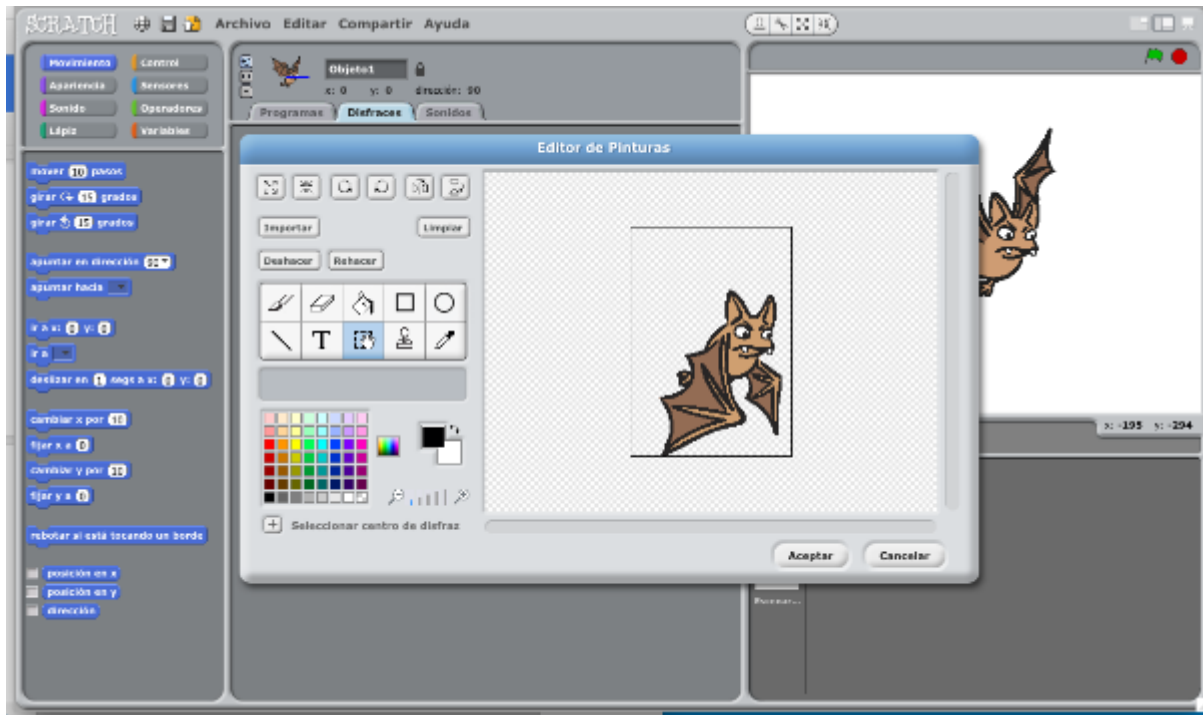 SCRATCH Archivo Editar Compartir Ayuda
Movimiento Control
Apariencia Sensores
Sonido Operadores
Lápiz Variables
Objeto1
x: 0 y: 0 dirección: 90
Programas Disfraces Sonidos
mover 10 pasos
girar 15 grados
girar 15 grados
apuntar en dirección 90
apuntar hacia
ir a x: 0 y: 0
ir a
deslizar en 1 segs a x: 0 y: 0
cambiar x por 10
fijar x a 0
cambiar y por 10
fijar y a 0
rebotar si está tocando un borde
posición en x
posición en y
dirección
Editor de Pinturas
Importar Limpiar
Deshacer Rehacer
T
Seleccionar centro de disfraz
Aceptar Cancelar
x: -195 y: -294